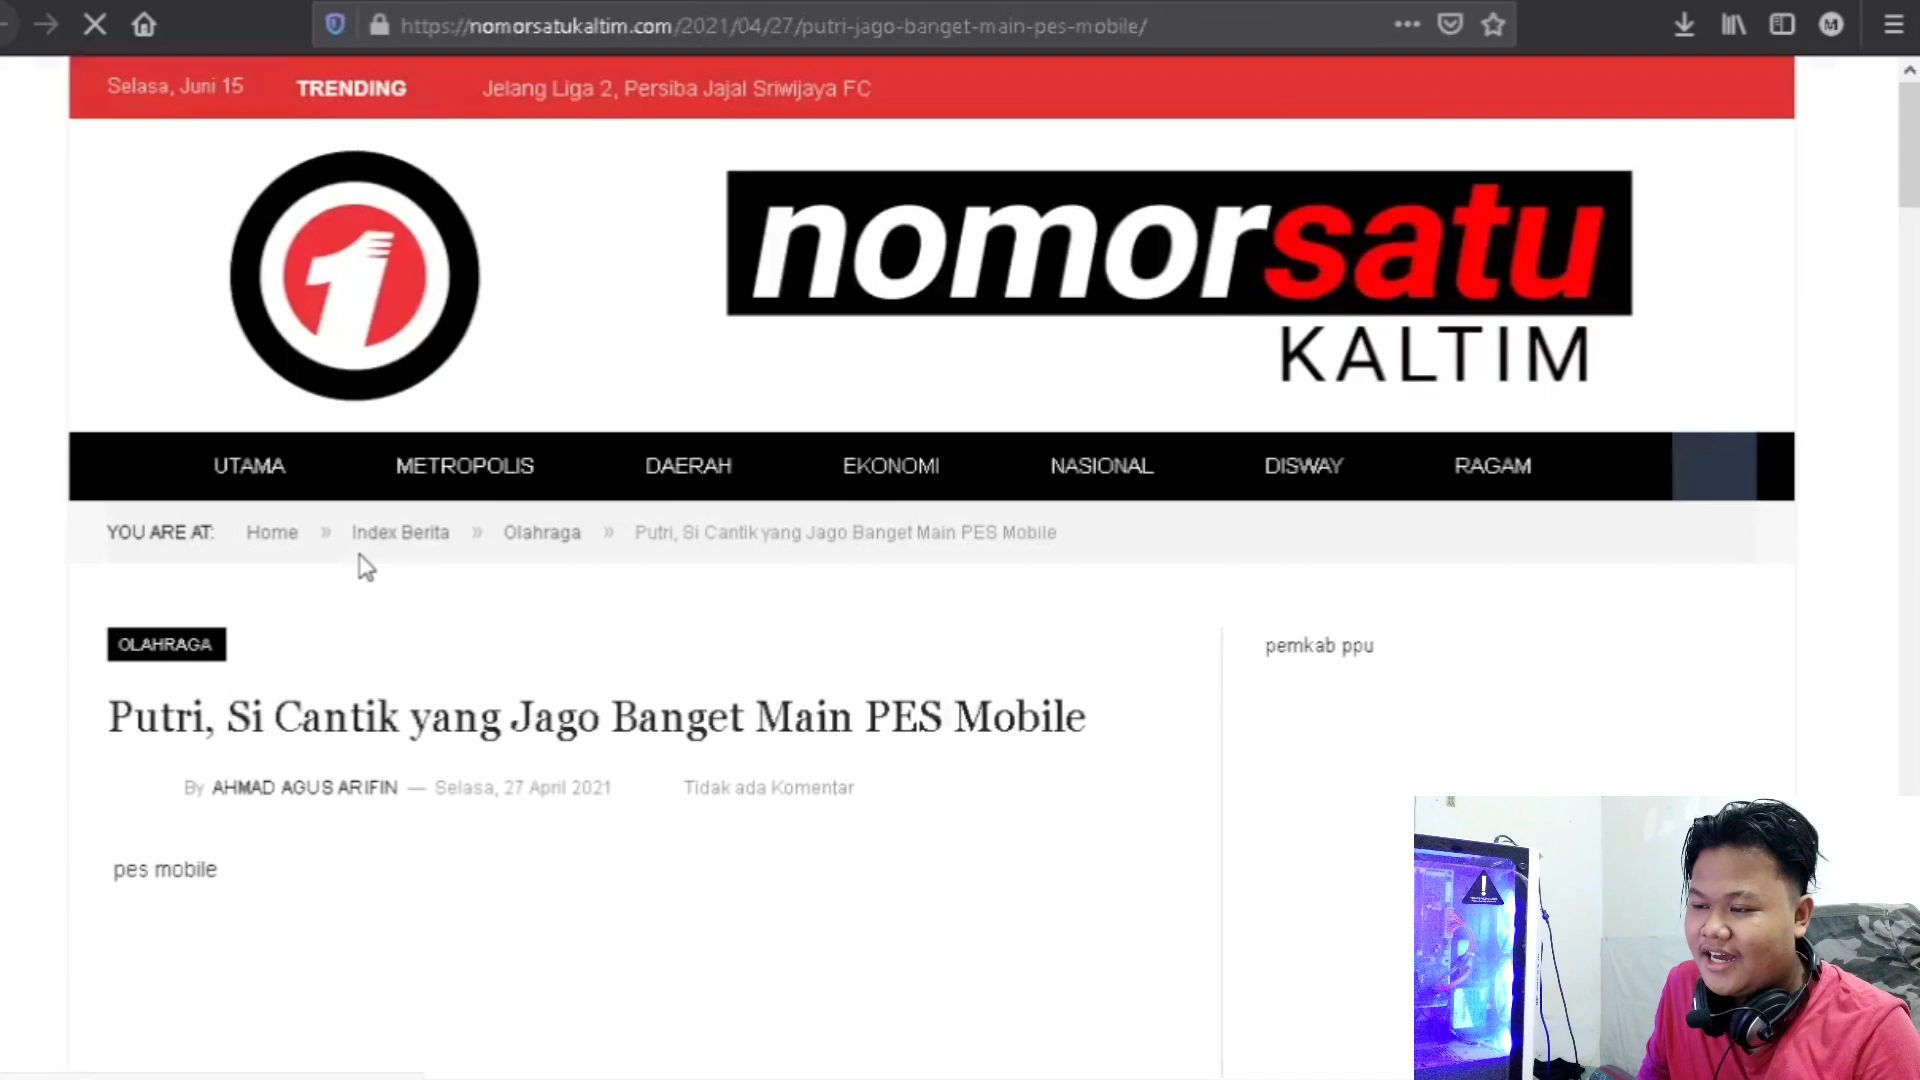 https://nomorsatukaltim.com/2021/04/27/putri-jago-banget-main-pes-mobile/
M
Selasa, Juni 15 TRENDING Jelang Liga 2, Persiba Jajal Sriwijaya FC
1
nomorsatu
KALTIM
UTAMA METROPOLIS DAERAH EKONOMI NASIONAL DISWAY RAGAM
YOU ARE AT: Home » Index Berita » Olahraga » Putri, Si Cantik yang Jago Banget Main PES Mobile
OLAHRAGA
Putri, Si Cantik yang Jago Banget Main PES Mobile
By AHMAD AGUS ARIFIN — Selasa, 27 April 2021 Tidak ada Komentar
pes mobile
pemkab ppu